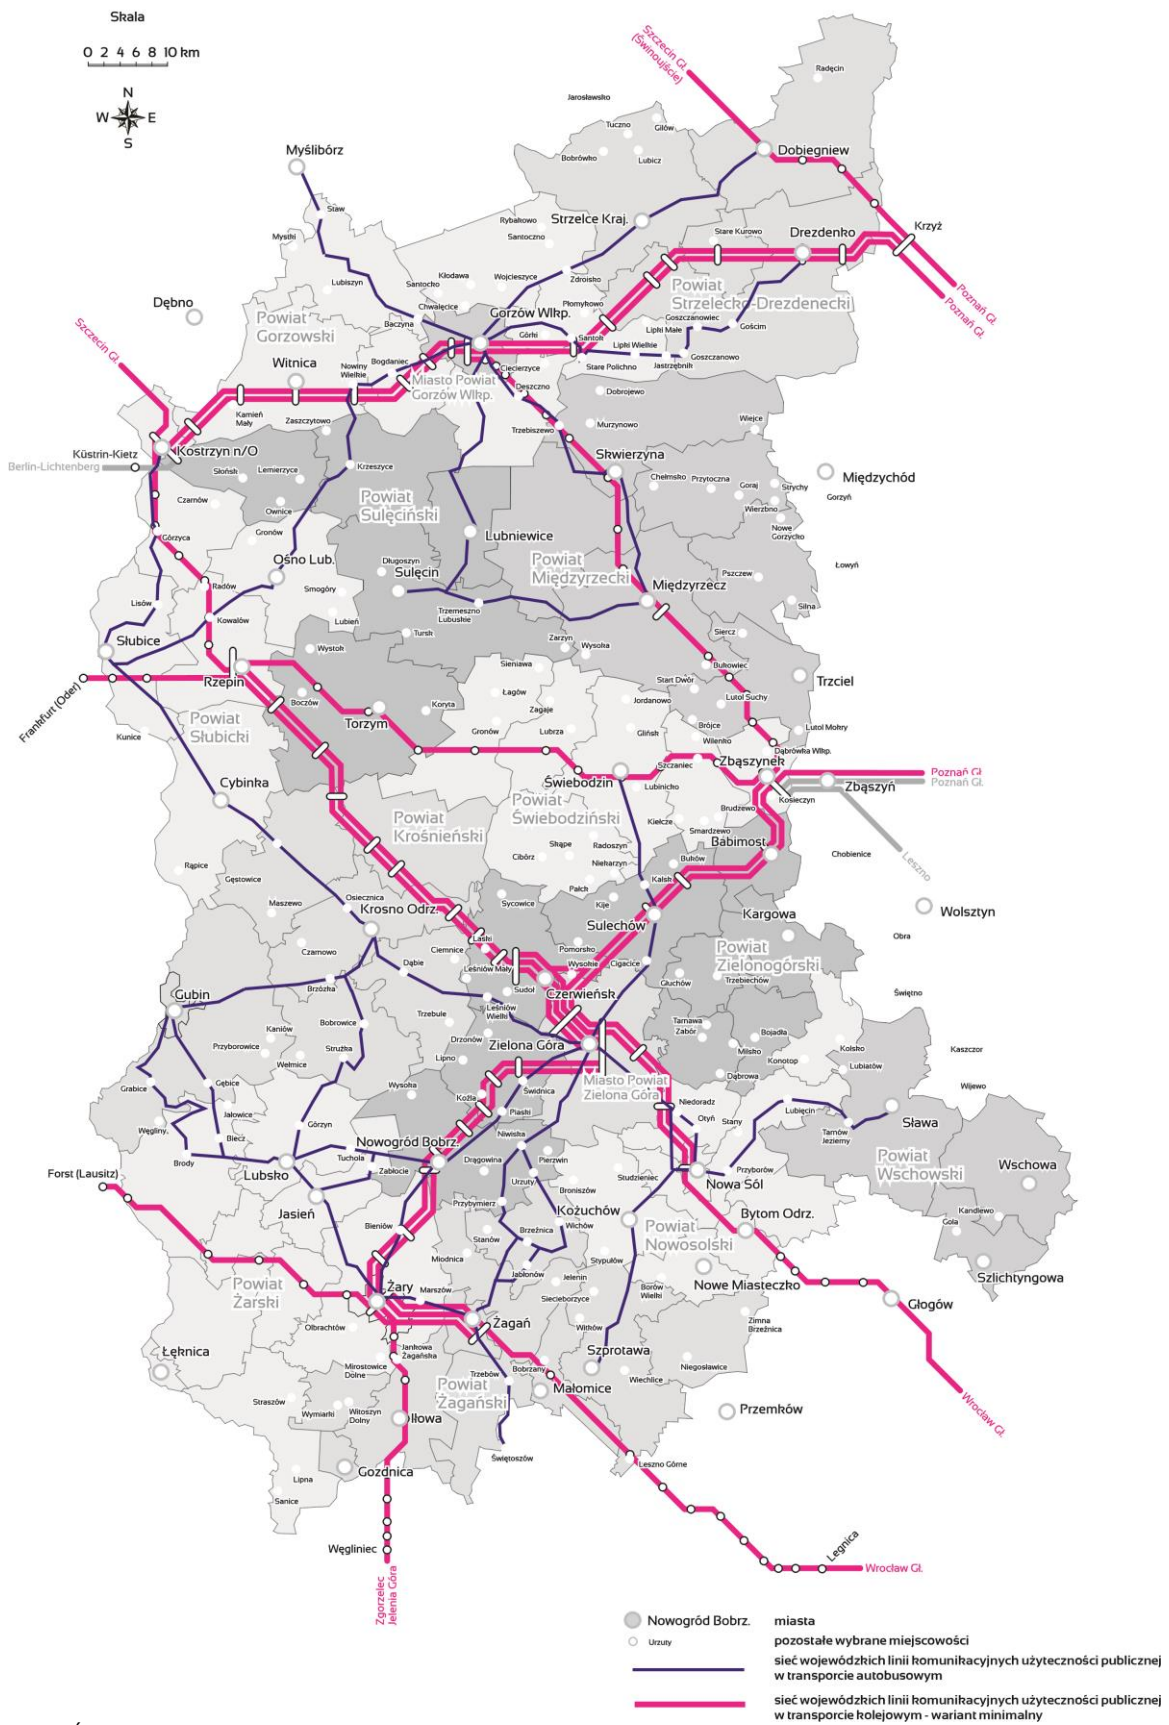 Skala
0 2 4 6 8 10 km
N
W E
S
Szczecin Gł.
(Świnoujście)
Radęcin
Jarosławsko
Tuczno
Gilów
Bobrówko
Lubicz
Dobiegniew
Myślibórz
Staw
Rybakowo
Strzelce Kraj.
Santoczno
Stare Kurowo
Drezdenko
Krzyż
Mystki
Kłodawa
Santocko
Wojcieszyce
Zdroisko
Lubiszyn
Powiat
Strzelecko-Drezdenecki
Poznań Gł.
Poznań Gł.
Dębno
Chwalęcice
Płomykowo
Gorzów Wlkp.
Goszczanowiec
Gościm
Powiat
Gorzowski
Baczyna
Lipki Małe
Szczecin Gł.
Górki
Santok
Lipki Wielkie
Goszczanowo
Witnica
Nowiny
Wielkie
Bogdaniec
Ciecierzyce
Stare Polichno
Jastrzębnik
Miasto Powiat
Gorzów Wlkp.
Deszczno
Dobrojewo
Kamień
Mały
Zaszczytowo
Trzebiszewo
Murzynowo
Wiejce
Kostrzyn n/O
Küstrin-Kietz
Berlin-Lichtenberg
Krzeszyce
Skwierzyna
Słońsk
Lemierzyce
Chełmsko
Przytoczna
Goraj
Strychy
Międzychód
Gorzyń
Powiat
Sulęciński
Czarnów
Ownice
Wierzbno
Nowe
Gorzycko
Górzyca
Gronów
Lubniewice
Ośno Lub.
Długoszyn
Powiat
Międzyrzecki
Łowyń
Radów
Smogóry
Sulęcin
Pszczew
Międzyrzecz
Lisów
Kowalów
Lubień
Trzemeszno
Lubuskie
Silna
Słubice
Tursk
Siercz
Wystok
Zarzyn
Wysoka
Rzepin
Sieniawa
Bukowiec
Trzciel
Frankfurt (Oder)
Boczów
Łagów
Start Dwór
Jordanowo
Lutol Suchy
Powiat
Słubicki
Koryta
Zagaje
Torzym
Brójce
Lutol Mokry
Kunice
Gronów
Lubrza
Glińsk
Wilenko
Dąbrówka Wlkp.
Szczaniec
Zbąszynek
Poznań Gł.
Poznań Gł.
Cybinka
Świebodzin
Lubinicko
Zbąszyń
Kosieczyn
Powiat
Świebodziński
Brudzewo
Powiat
Krośnieński
Kiełcze
Smardzewo
Radoszyn
Babimost
Leszno
Skąpe
Cibórz
Niekarzyn
Buków
Chobienice
Rąpice
Gęstowice
Pałck
Kalsk
Osiecznica
Sycowice
Kije
Maszewo
Krosno Odrz.
Sulechów
Kargowa
Wolsztyn
Laski
Obra
Czarnowo
Ciemnice
Pomorsko
Powiat
Zielonogórski
Dąbie
Leśniów Mały
Wysokie
Cigacice
Głuchów
Trzebiechów
Brzózka
Sudoł
Czerwieńsk
Świętno
Gubin
Leśniów
Wielki
Bobrowice
Trzebule
Tarnawa
Zabór
Bojadła
Kaniów
Drzonów
Przyborowice
Strużka
Zielona Góra
Milsko
Kolsko
Kaszczor
Wełmice
Lipno
Konotop
Lubiatów
Gębice
Wysoka
Miasto Powiat
Zielona Góra
Dąbrowa
Wijewo
Grabice
Świdnica
Koźla
Niedoradz
Lubięcin
Jałowice
Piaski
Otyń
Sława
Węgliny
Górzyn
Niwiska
Stany
Tarnów
Jeziemy
Biecz
Nowogród Bobrz.
Tuchola
Pierzwin
Powiat
Wschowski
Brody
Zabłocie
Drągowina
Przyborów
Wschowa
Lubsko
Studzieniec
Nowa Sól
Forst (Lausitz)
Urzuty
Broniszów
Przybymierz
Jasień
Kożuchów
Kandlewo
Bieniów
Brzeźnica
Wichów
Bytom Odrz.
Gola
Stanów
Powiat
Nowosolski
Miodnica
Stypułów
Szlichtyngowa
Jabłonów
Jelenin
Nowe Miasteczko
Powiat
Żarski
Żary
Marszów
Siecieborzyce
Borów
Wielki
Głogów
Żagań
Zimna
Brzeźnica
Olbrachtów
Witków
Jankowa
Żagańska
Szprotawa
Niegosławice
Łęknica
Mirostowice
Dolne
Bobrzany
Trzebów
Wiechlice
Powiat
Żagański
Małomice
Straszów
Wymiarki
Witoszyn
Dolny
Iłowa
Przemków
Wrocław Gł.
Świętoszów
Lipna
Gozdnica
Leszno Górne
Sanice
Węgliniec
Legnica
Wrocław Gł.
Zgorzelec
Jelenia Góra
Nowogród Bobrz. miasta
Urzuty pozostałe wybrane miejscowości
sieć wojewódzkich linii komunikacyjnych użyteczności publicznej
w transporcie autobusowym
sieć wojewódzkich linii komunikacyjnych użyteczności publicznej
w transporcie kolejowym - wariant minimalny